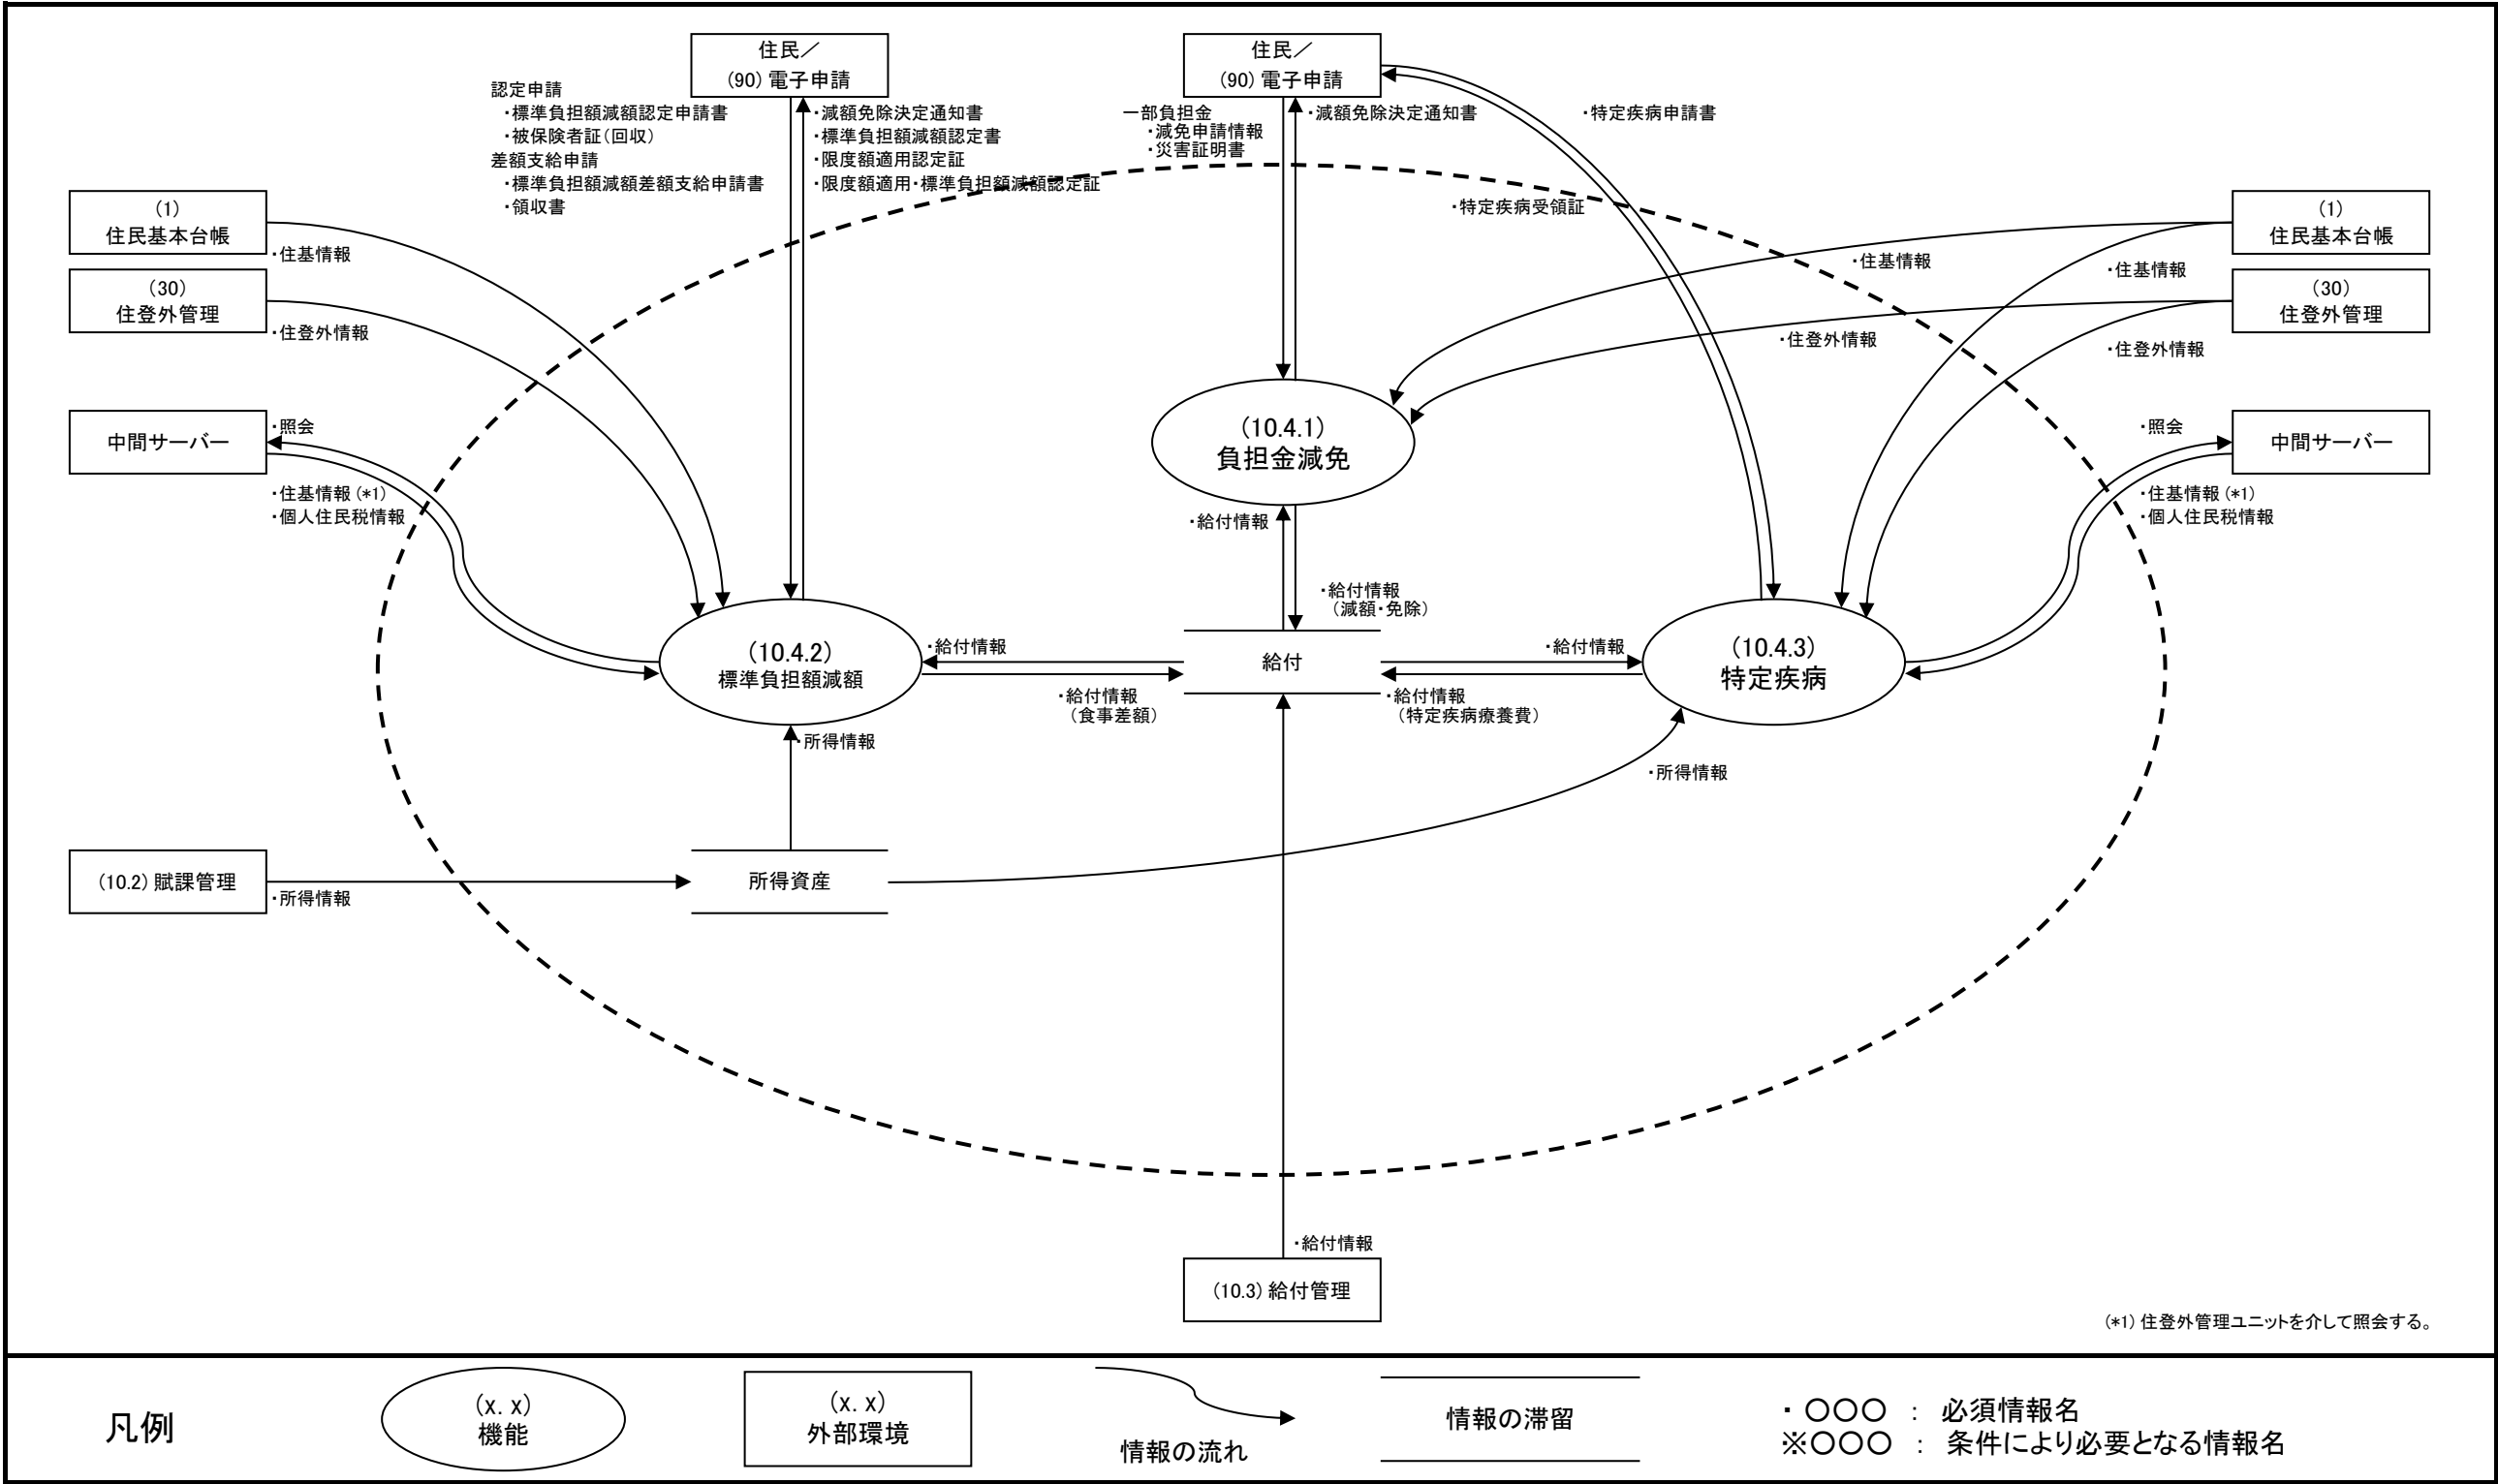 住民／
(90)電子申請
住民／
(90)電子申請
認定申請
・標準負担額減額認定申請書
・被保険者証(回収)
差額支給申請
・標準負担額減額差額支給申請書
・領収書
・減額免除決定通知書
・標準負担額減額認定書
・限度額適用認定証
・限度額適用・標準負担額減額認定証
一部負担金
・減免申請情報
・災害証明書
・減額免除決定通知書
・特定疾病申請書
・特定疾病受領証
(1)
住民基本台帳
・住基情報
(30)
住登外管理
・住登外情報
(1)
住民基本台帳
・住基情報
・住基情報
(30)
住登外管理
・住登外情報
・住登外情報
中間サーバー
・照会
・住基情報(*1)
・個人住民税情報
(10.4.1)
負担金減免
・照会
中間サーバー
・住基情報(*1)
・個人住民税情報
・給付情報
・給付情報
(減額・免除)
(10.4.2)
標準負担額減額
・給付情報
給付
・給付情報
(10.4.3)
特定疾病
・給付情報
(食事差額)
・給付情報
(特定疾病療養費)
・所得情報
・所得情報
(10.2)賦課管理
・所得情報
所得資産
・給付情報
(10.3)給付管理
(*1)住登外管理ユニットを介して照会する。
凡例
(x. x)
機能
(x. x)
外部環境
情報の流れ
情報の滞留
・ 〇〇〇 : 必須情報名
※〇〇〇 : 条件により必要となる情報名